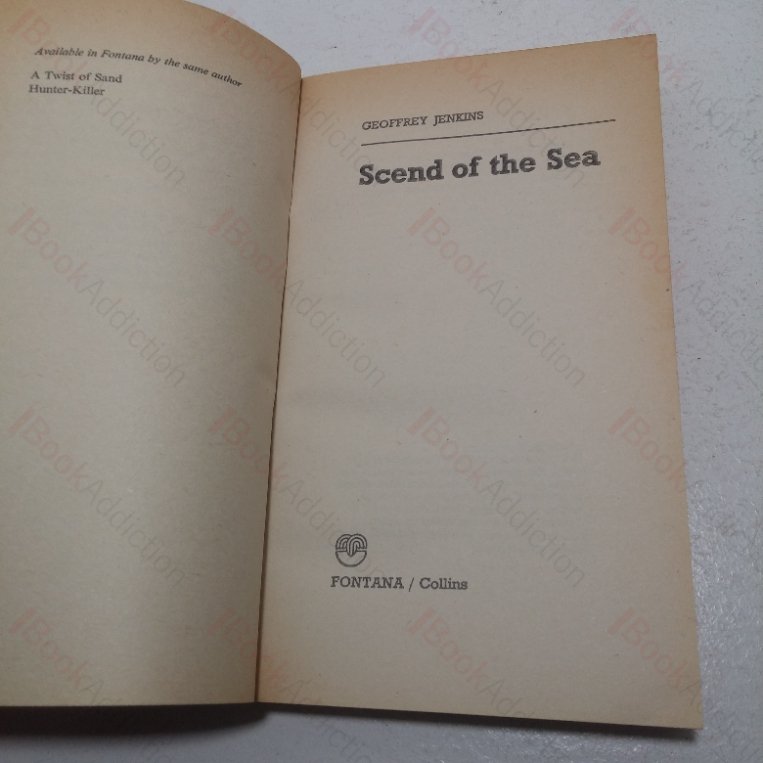 Available in Fontana by the same author
A Twist of Sand
Hunter-Killer
GEOFFREY JENKINS
Scend of the Sea
FONTANA / Collins
BookAddiction